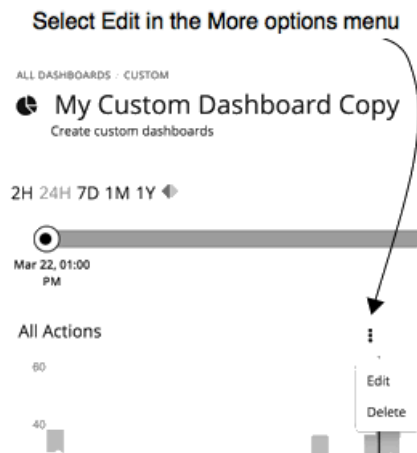 Select Edit in the More options menu
ALL DASHBOARDS / CUSTOM
My Custom Dashboard Copy
Create custom dashboards
2H 24H 7D 1M 1Y
Mar 22, 01:00
PM
All Actions
60
Edit
Delete
40